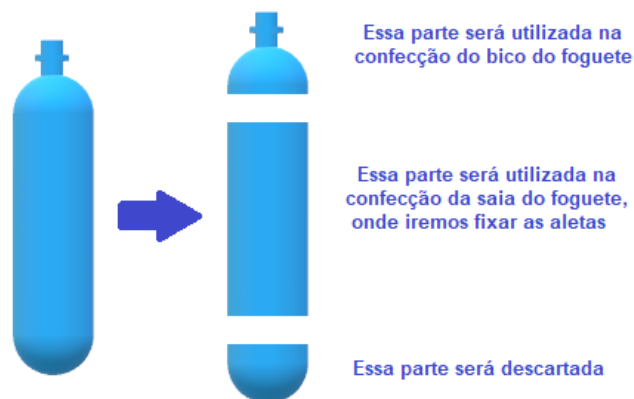 Essa parte será utilizada na
confecção do bico do foguete
Essa parte será utilizada na
confecção da saia do foguete,
onde iremos fixar as aletas
Essa parte será descartada